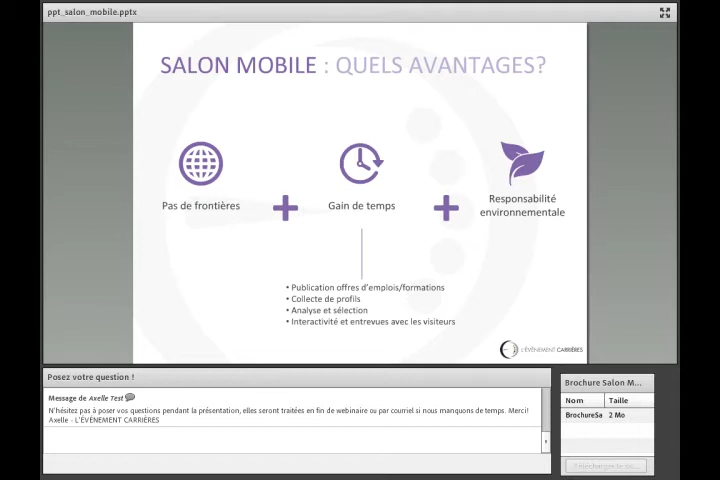 ppt_salon_mobile.pptx
SALON MOBILE : QUELS AVANTAGES?
Pas de frontières
Gain de temps
Responsabilité
environnementale
• Publication offres d'emplois/formations
• Collecte de profils
• Analyse et sélection
• Interactivité et entrevues avec les visiteurs
L'ÉVÉNEMENT CARRIÈRES
Posez votre question !
Message de Axelle Test
N'hésitez pas à poser vos questions pendant la présentation, elles seront traitées en fin de webinaire ou par courriel si nous manquons de temps. Merci!
Axelle - L'ÉVÉNEMENT CARRIÈRES
Brochure Salon M...
Nom Taille
BrochureSa 2 Mo